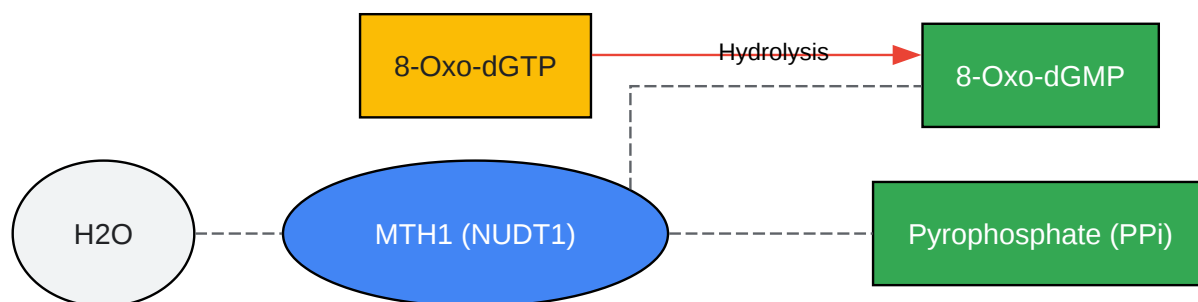 8-Oxo-dGTP
Hydrolysis
8-Oxo-dGMP
H2O
MTH1 (NUDT1)
Pyrophosphate (PPi)